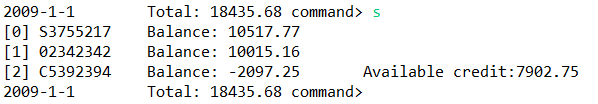 2009-1-1 Total: 18435.68 command> s
[0] S3755217 Balance: 10517.77
[1] 02342342 Balance: 10015.16
[2] C5392394 Balance: -2097.25 Available credit:7902.75
2009-1-1 Total: 18435.68 command>